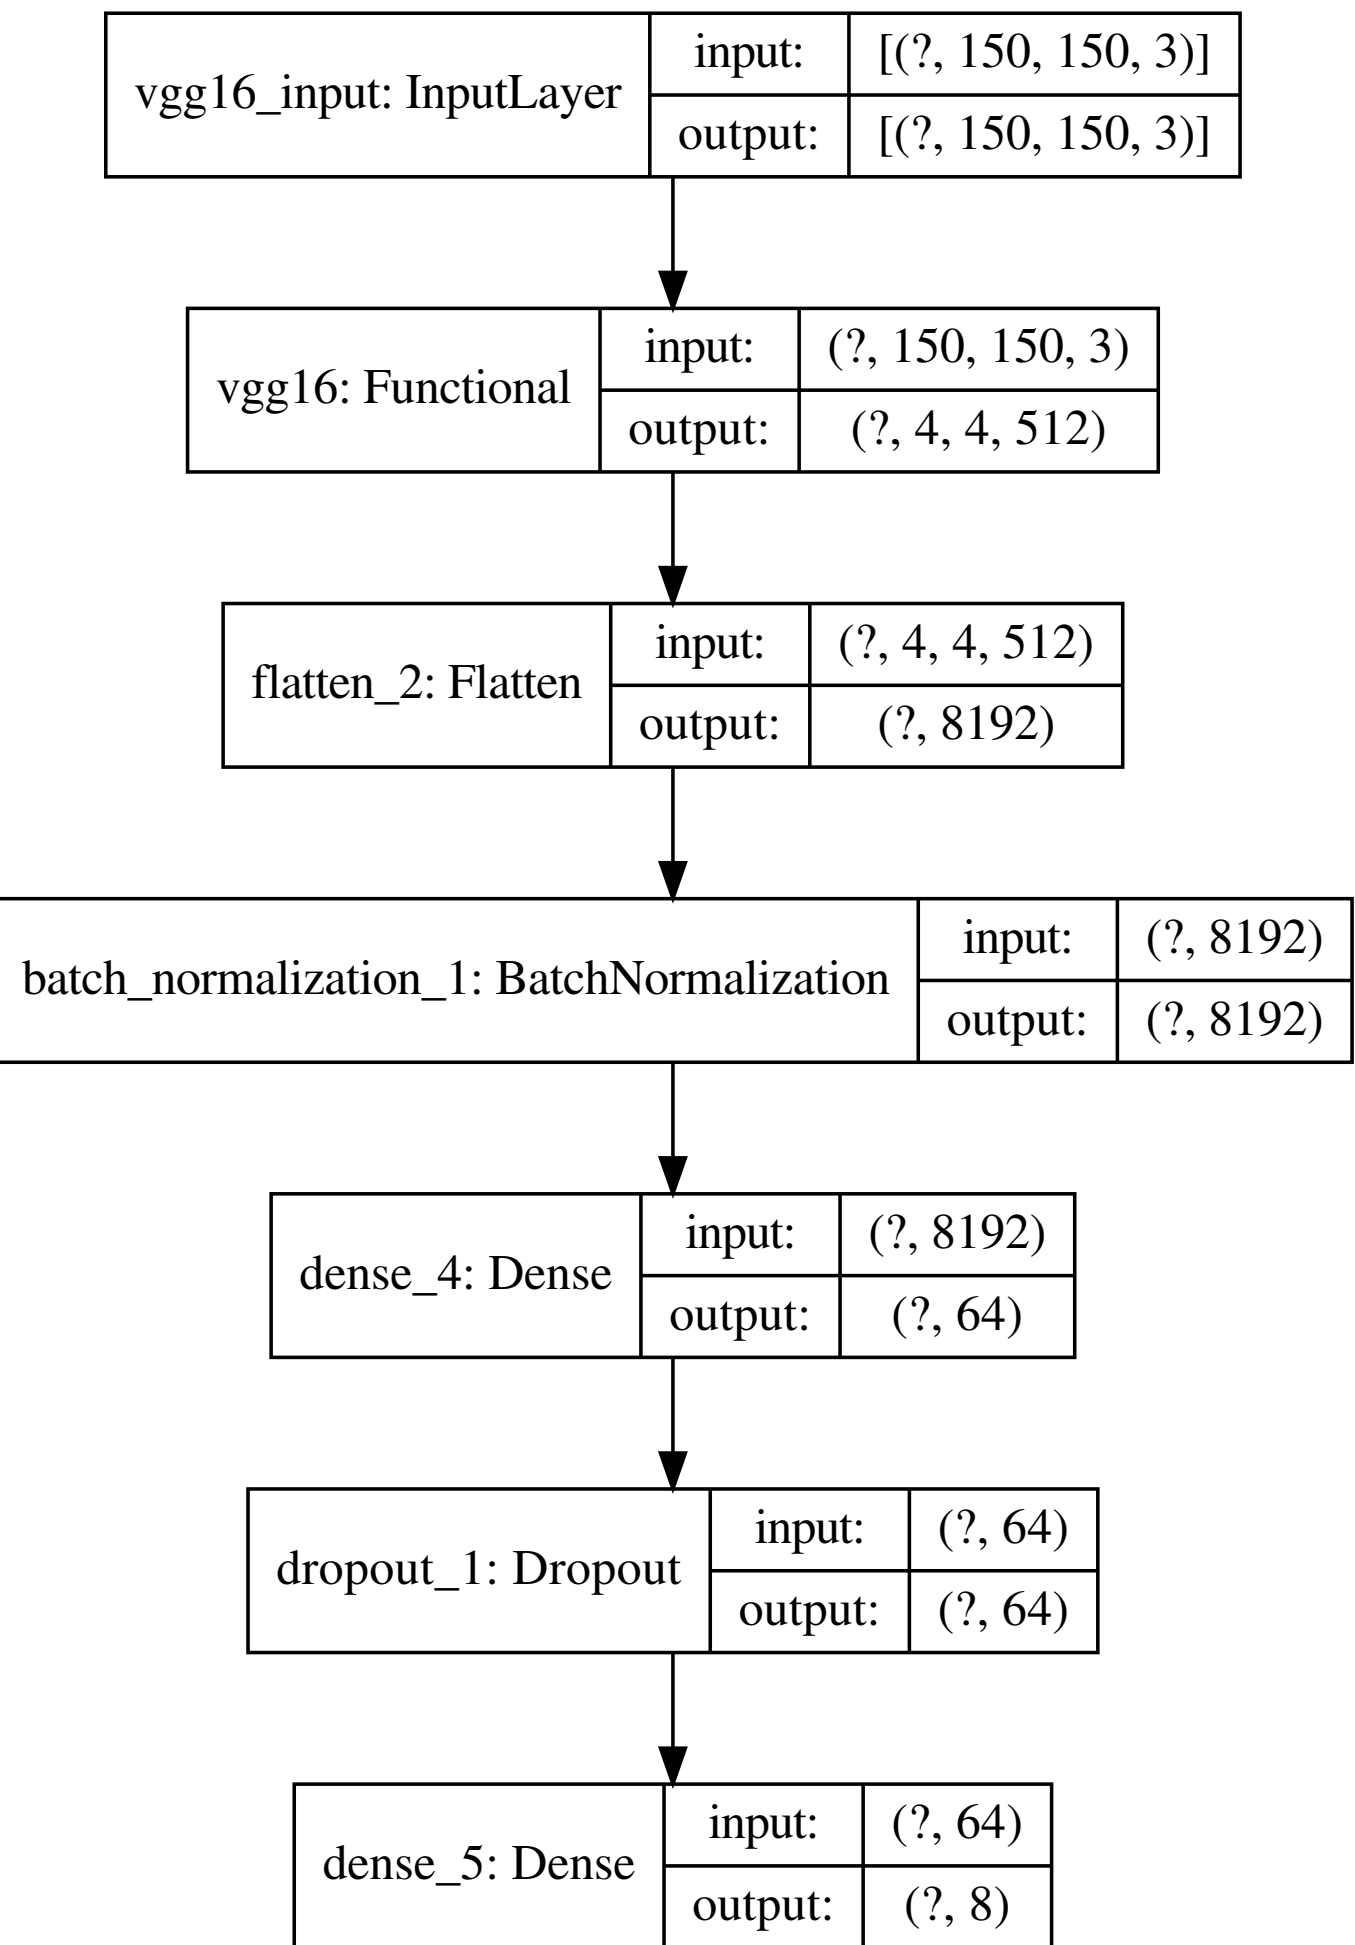 vgg16_input: InputLayer
input: [(?, 150, 150, 3)]
output: [(?, 150, 150, 3)]
vgg16: Functional
input: (?, 150, 150, 3)
output: (?, 4, 4, 512)
flatten_2: Flatten
input: (?, 4, 4, 512)
output: (?, 8192)
batch_normalization_1: BatchNormalization
input: (?, 8192)
output: (?, 8192)
dense_4: Dense
input: (?, 8192)
output: (?, 64)
dropout_1: Dropout
input: (?, 64)
output: (?, 64)
dense_5: Dense
input: (?, 64)
output: (?, 8)